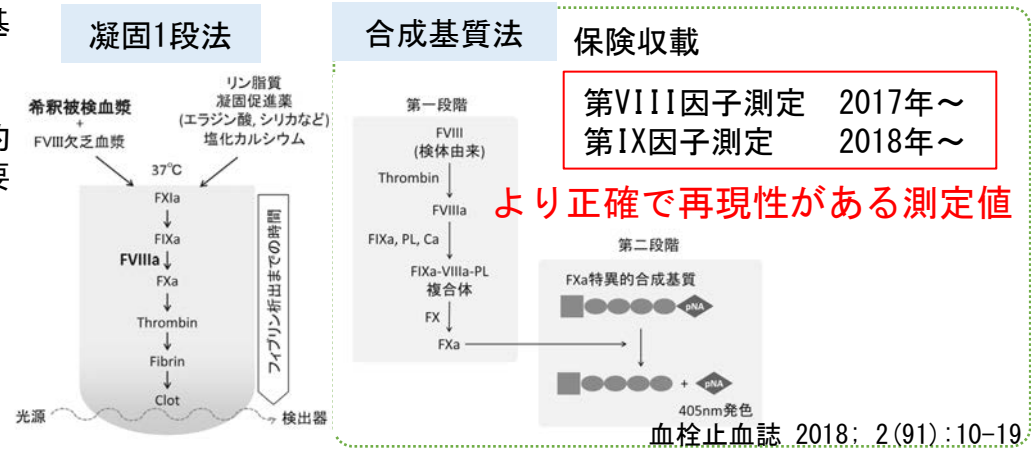 基
的
要
凝固1段法
希釈被検血漿
+
FVIII欠乏血漿
リン脂質
凝固促進薬
(エラジン酸, シリカなど)
塩化カルシウム
37℃
FXIa
FIXa
FVIIIa
FXa
Thrombin
Fibrin
Clot
フィブリン析出までの時間
光源
検出器
合成基質法
保険収載
第VIII因子測定 2017年～
第IX因子測定 2018年～
より正確で再現性がある測定値
第一段階
FVIII
(検体由来)
Thrombin
FVIIIa
FIXa, PL, Ca
FIXa-VIIIa-PL
複合体
FX
FXa
第二段階
FXa特異的合成基質
pNA
+ pNA
405nm発色
血栓止血誌 2018; 2(91):10-19